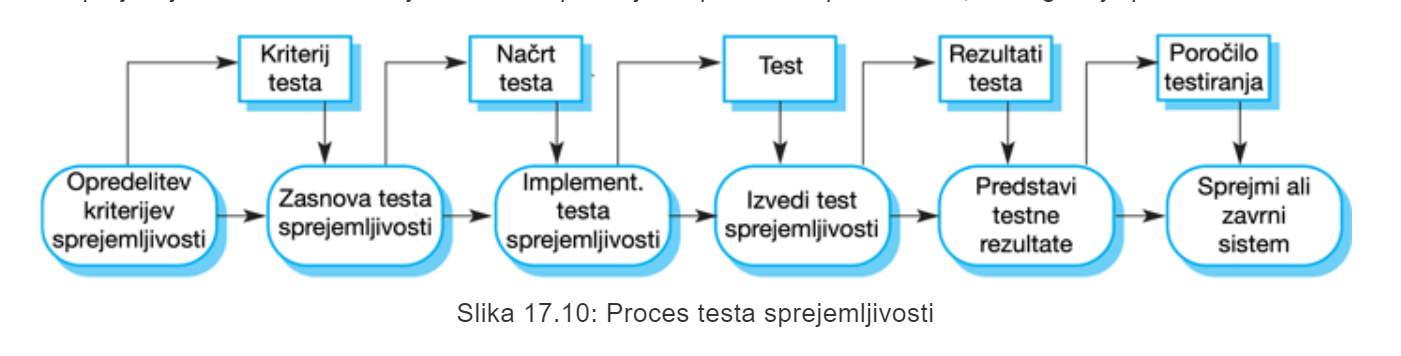 Kriterij
testa
Načrt
testa
Test
Rezultati
testa
Poročilo
testiranja
Opredelitev
kriterijev
sprejemljivosti
Zasnova testa
sprejemljivosti
Implement.
testa
sprejemljivosti
Izvedi test
sprejemljivosti
Predstavi
testne
rezultate
Sprejmi ali
zavrni
sistem
Slika 17.10: Proces testa sprejemljivosti